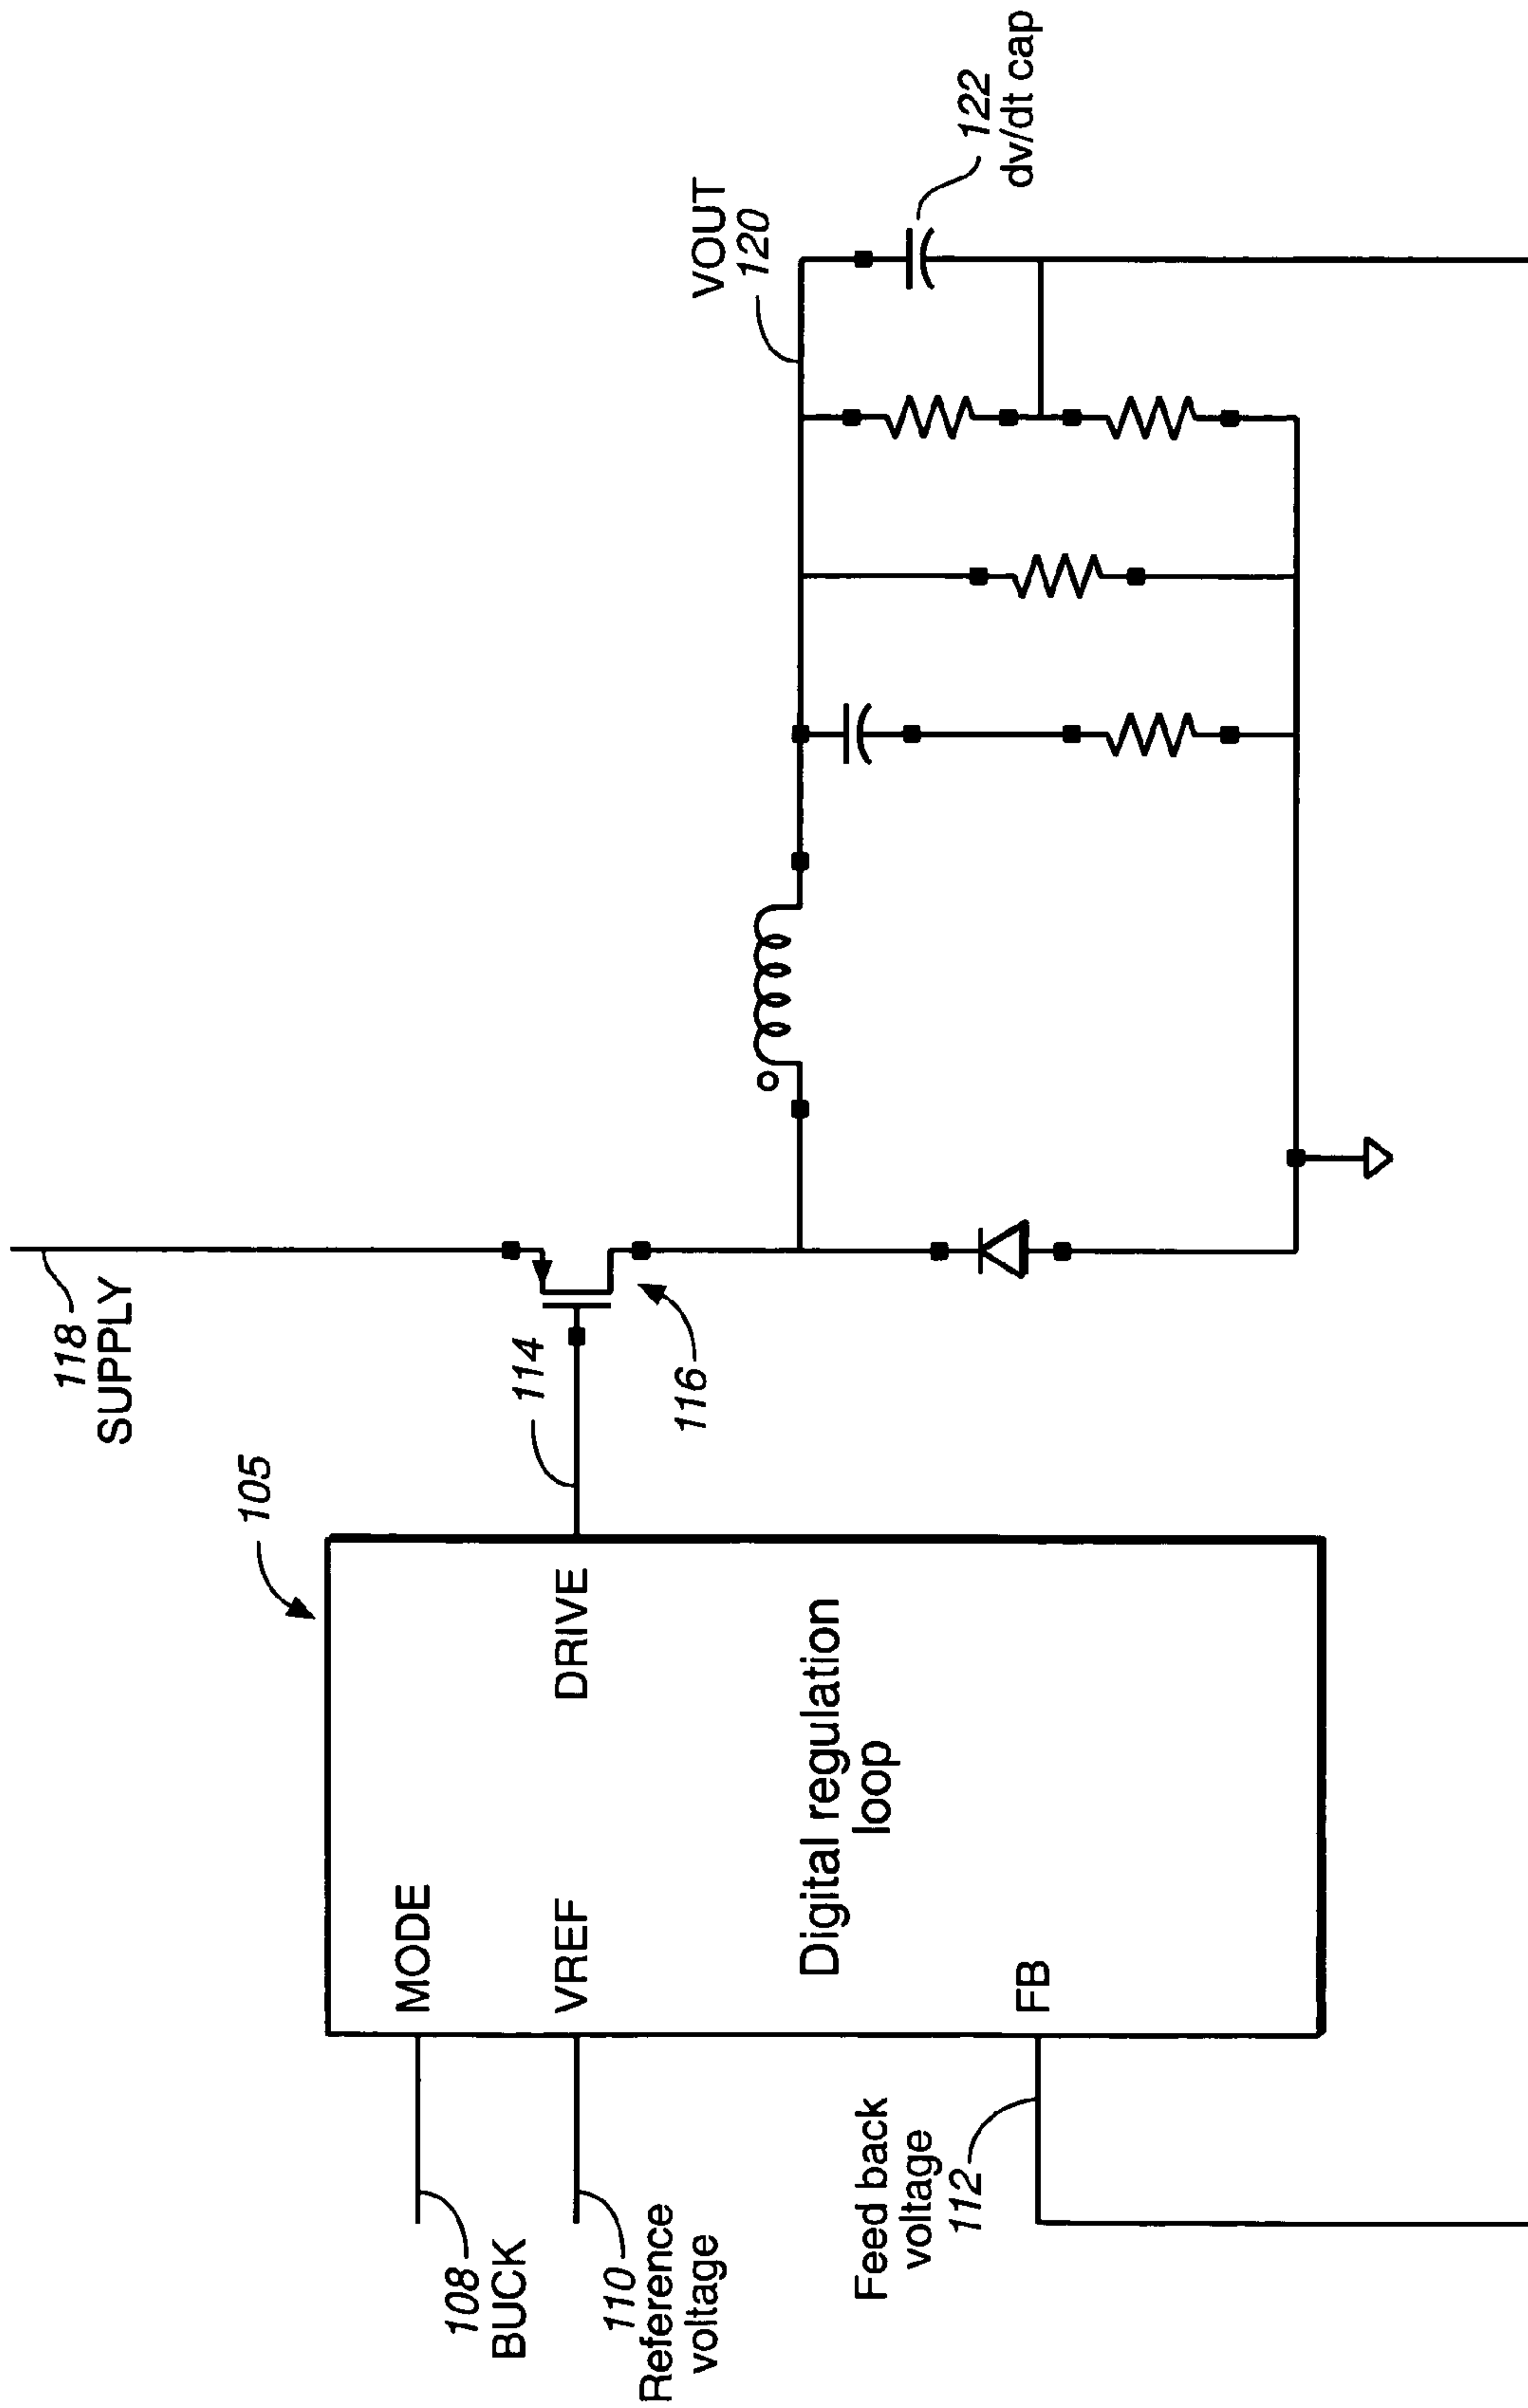 118
SUPPLY
105
114
116
VOUT
120
122
dv/dt cap
108
BUCK
MODE
110
Reference
voltage
VREF
DRIVE
Digital regulation
loop
Feed back
voltage
112
FB